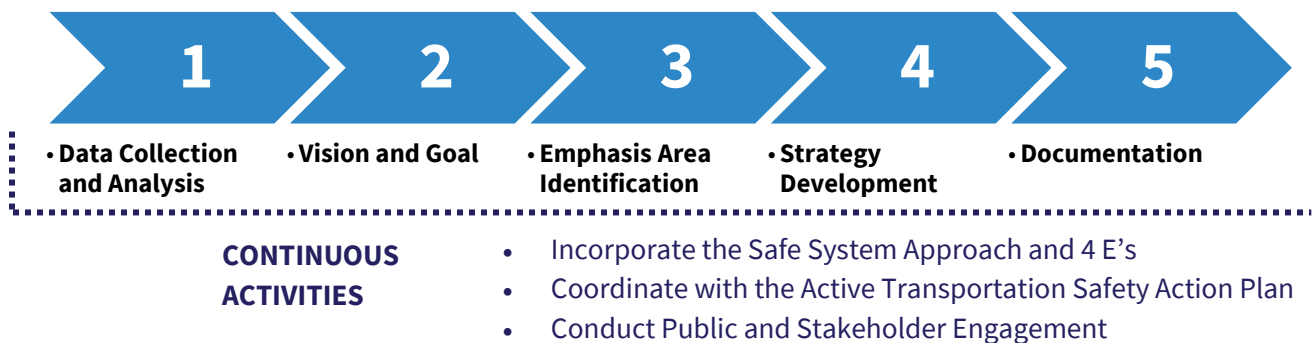 1
2
3
4
5
• Data Collection
and Analysis
• Vision and Goal
• Emphasis Area
Identification
• Strategy
Development
• Documentation
CONTINUOUS
ACTIVITIES
• Incorporate the Safe System Approach and 4 E’s
• Coordinate with the Active Transportation Safety Action Plan
• Conduct Public and Stakeholder Engagement